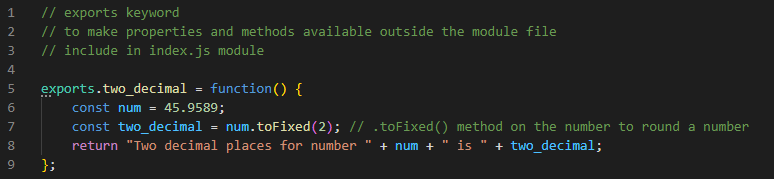 1 // exports keyword
2 // to make properties and methods available outside the module file
3 // include in index.js module
4
5 exports.two_decimal = function() {
6 const num = 45.9589;
7 const two_decimal = num.toFixed(2); // .toFixed() method on the number to round a number
8 return "Two decimal places for number " + num + " is " + two_decimal;
9 };